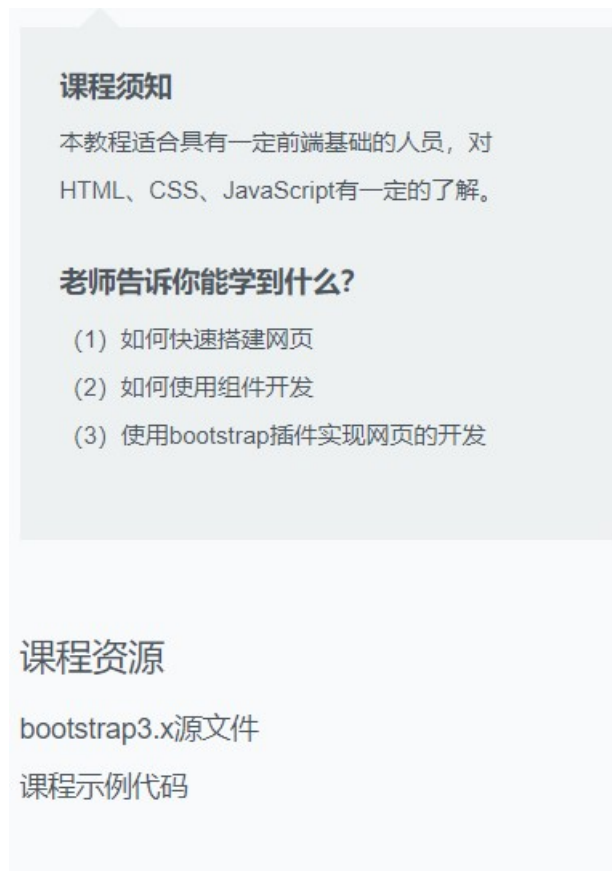 课程须知
本教程适合具有一定前端基础的人员，对
HTML、CSS、JavaScript有一定的了解。
老师告诉你能学到什么？
（1）如何快速搭建网页
（2）如何使用组件开发
（3）使用bootstrap插件实现网页的开发
课程资源
bootstrap3.x源文件
课程示例代码